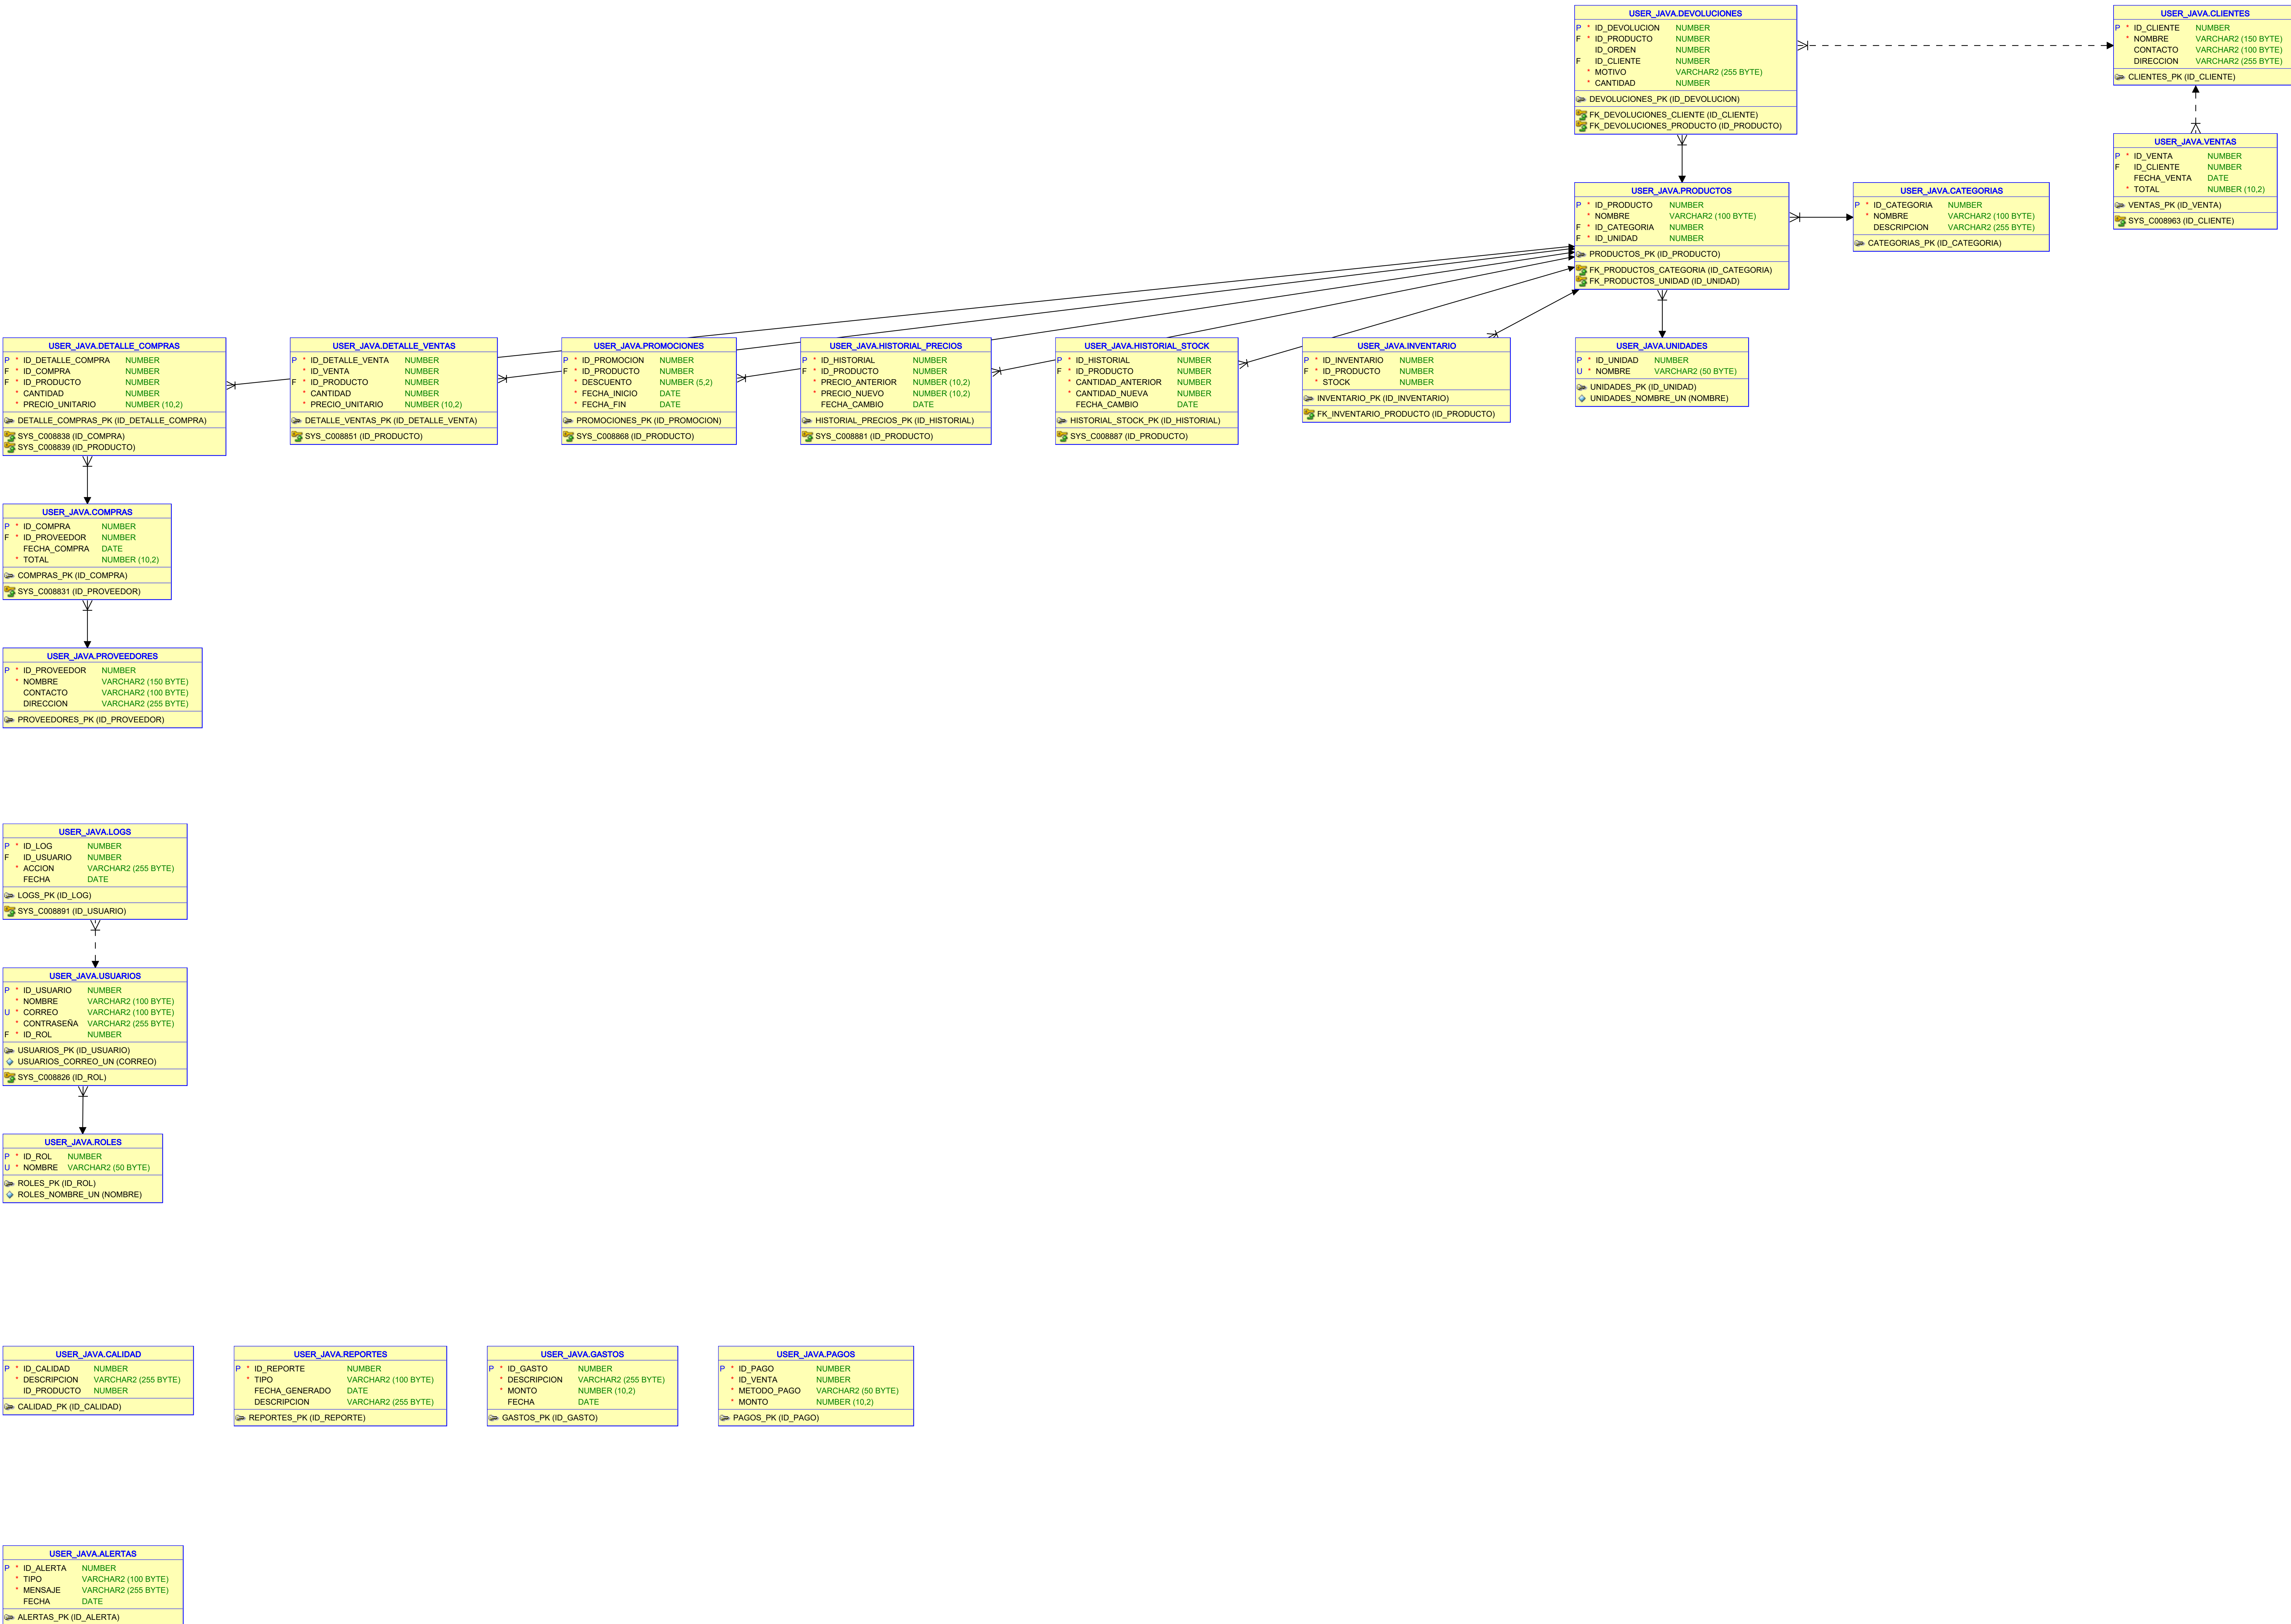 USER_JAVA.DEVOLUCIONES
P * ID_DEVOLUCION NUMBER
F * ID_PRODUCTO NUMBER
ID_ORDEN NUMBER
F ID_CLIENTE NUMBER
* MOTIVO VARCHAR2 (255 BYTE)
* CANTIDAD NUMBER
DEVOLUCIONES_PK (ID_DEVOLUCION)
FK_DEVOLUCIONES_CLIENTE (ID_CLIENTE)
FK_DEVOLUCIONES_PRODUCTO (ID_PRODUCTO)
USER_JAVA.CLIENTES
P * ID_CLIENTE NUMBER
* NOMBRE VARCHAR2 (150 BYTE)
CONTACTO VARCHAR2 (100 BYTE)
DIRECCION VARCHAR2 (255 BYTE)
CLIENTES_PK (ID_CLIENTE)
USER_JAVA.VENTAS
P * ID_VENTA NUMBER
F ID_CLIENTE NUMBER
FECHA_VENTA DATE
* TOTAL NUMBER (10,2)
VENTAS_PK (ID_VENTA)
SYS_C008963 (ID_CLIENTE)
USER_JAVA.PRODUCTOS
P * ID_PRODUCTO NUMBER
* NOMBRE VARCHAR2 (100 BYTE)
F * ID_CATEGORIA NUMBER
F * ID_UNIDAD NUMBER
PRODUCTOS_PK (ID_PRODUCTO)
FK_PRODUCTOS_CATEGORIA (ID_CATEGORIA)
FK_PRODUCTOS_UNIDAD (ID_UNIDAD)
USER_JAVA.CATEGORIAS
P * ID_CATEGORIA NUMBER
* NOMBRE VARCHAR2 (100 BYTE)
DESCRIPCION VARCHAR2 (255 BYTE)
CATEGORIAS_PK (ID_CATEGORIA)
USER_JAVA.DETALLE_COMPRAS
P * ID_DETALLE_COMPRA NUMBER
F * ID_COMPRA NUMBER
F * ID_PRODUCTO NUMBER
* CANTIDAD NUMBER
* PRECIO_UNITARIO NUMBER (10,2)
DETALLE_COMPRAS_PK (ID_DETALLE_COMPRA)
SYS_C008838 (ID_COMPRA)
SYS_C008839 (ID_PRODUCTO)
USER_JAVA.DETALLE_VENTAS
P * ID_DETALLE_VENTA NUMBER
* ID_VENTA NUMBER
F * ID_PRODUCTO NUMBER
* CANTIDAD NUMBER
* PRECIO_UNITARIO NUMBER (10,2)
DETALLE_VENTAS_PK (ID_DETALLE_VENTA)
SYS_C008851 (ID_PRODUCTO)
USER_JAVA.PROMOCIONES
P * ID_PROMOCION NUMBER
F * ID_PRODUCTO NUMBER
* DESCUENTO NUMBER (5,2)
* FECHA_INICIO DATE
* FECHA_FIN DATE
PROMOCIONES_PK (ID_PROMOCION)
SYS_C008868 (ID_PRODUCTO)
USER_JAVA.HISTORIAL_PRECIOS
P * ID_HISTORIAL NUMBER
F * ID_PRODUCTO NUMBER
* PRECIO_ANTERIOR NUMBER (10,2)
* PRECIO_NUEVO NUMBER (10,2)
FECHA_CAMBIO DATE
HISTORIAL_PRECIOS_PK (ID_HISTORIAL)
SYS_C008881 (ID_PRODUCTO)
USER_JAVA.HISTORIAL_STOCK
P * ID_HISTORIAL NUMBER
F * ID_PRODUCTO NUMBER
* CANTIDAD_ANTERIOR NUMBER
* CANTIDAD_NUEVA NUMBER
FECHA_CAMBIO DATE
HISTORIAL_STOCK_PK (ID_HISTORIAL)
SYS_C008887 (ID_PRODUCTO)
USER_JAVA.INVENTARIO
P * ID_INVENTARIO NUMBER
F * ID_PRODUCTO NUMBER
* STOCK NUMBER
INVENTARIO_PK (ID_INVENTARIO)
FK_INVENTARIO_PRODUCTO (ID_PRODUCTO)
USER_JAVA.UNIDADES
P * ID_UNIDAD NUMBER
U * NOMBRE VARCHAR2 (50 BYTE)
UNIDADES_PK (ID_UNIDAD)
UNIDADES_NOMBRE_UN (NOMBRE)
USER_JAVA.COMPRAS
P * ID_COMPRA NUMBER
F * ID_PROVEEDOR NUMBER
FECHA_COMPRA DATE
* TOTAL NUMBER (10,2)
COMPRAS_PK (ID_COMPRA)
SYS_C008831 (ID_PROVEEDOR)
USER_JAVA.PROVEEDORES
P * ID_PROVEEDOR NUMBER
* NOMBRE VARCHAR2 (150 BYTE)
CONTACTO VARCHAR2 (100 BYTE)
DIRECCION VARCHAR2 (255 BYTE)
PROVEEDORES_PK (ID_PROVEEDOR)
USER_JAVA.LOGS
P * ID_LOG NUMBER
F ID_USUARIO NUMBER
* ACCION VARCHAR2 (255 BYTE)
FECHA DATE
LOGS_PK (ID_LOG)
SYS_C008891 (ID_USUARIO)
USER_JAVA.USUARIOS
P * ID_USUARIO NUMBER
* NOMBRE VARCHAR2 (100 BYTE)
U * CORREO VARCHAR2 (100 BYTE)
* CONTRASEÑA VARCHAR2 (255 BYTE)
F * ID_ROL NUMBER
USUARIOS_PK (ID_USUARIO)
USUARIOS_CORREO_UN (CORREO)
SYS_C008826 (ID_ROL)
USER_JAVA.ROLES
P * ID_ROL NUMBER
U * NOMBRE VARCHAR2 (50 BYTE)
ROLES_PK (ID_ROL)
ROLES_NOMBRE_UN (NOMBRE)
USER_JAVA.CALIDAD
P * ID_CALIDAD NUMBER
* DESCRIPCION VARCHAR2 (255 BYTE)
ID_PRODUCTO NUMBER
CALIDAD_PK (ID_CALIDAD)
USER_JAVA.REPORTES
P * ID_REPORTE NUMBER
* TIPO VARCHAR2 (100 BYTE)
FECHA_GENERADO DATE
DESCRIPCION VARCHAR2 (255 BYTE)
REPORTES_PK (ID_REPORTE)
USER_JAVA.GASTOS
P * ID_GASTO NUMBER
* DESCRIPCION VARCHAR2 (255 BYTE)
* MONTO NUMBER (10,2)
FECHA DATE
GASTOS_PK (ID_GASTO)
USER_JAVA.PAGOS
P * ID_PAGO NUMBER
* ID_VENTA NUMBER
* METODO_PAGO VARCHAR2 (50 BYTE)
* MONTO NUMBER (10,2)
PAGOS_PK (ID_PAGO)
USER_JAVA.ALERTAS
P * ID_ALERTA NUMBER
* TIPO VARCHAR2 (100 BYTE)
* MENSAJE VARCHAR2 (255 BYTE)
FECHA DATE
ALERTAS_PK (ID_ALERTA)